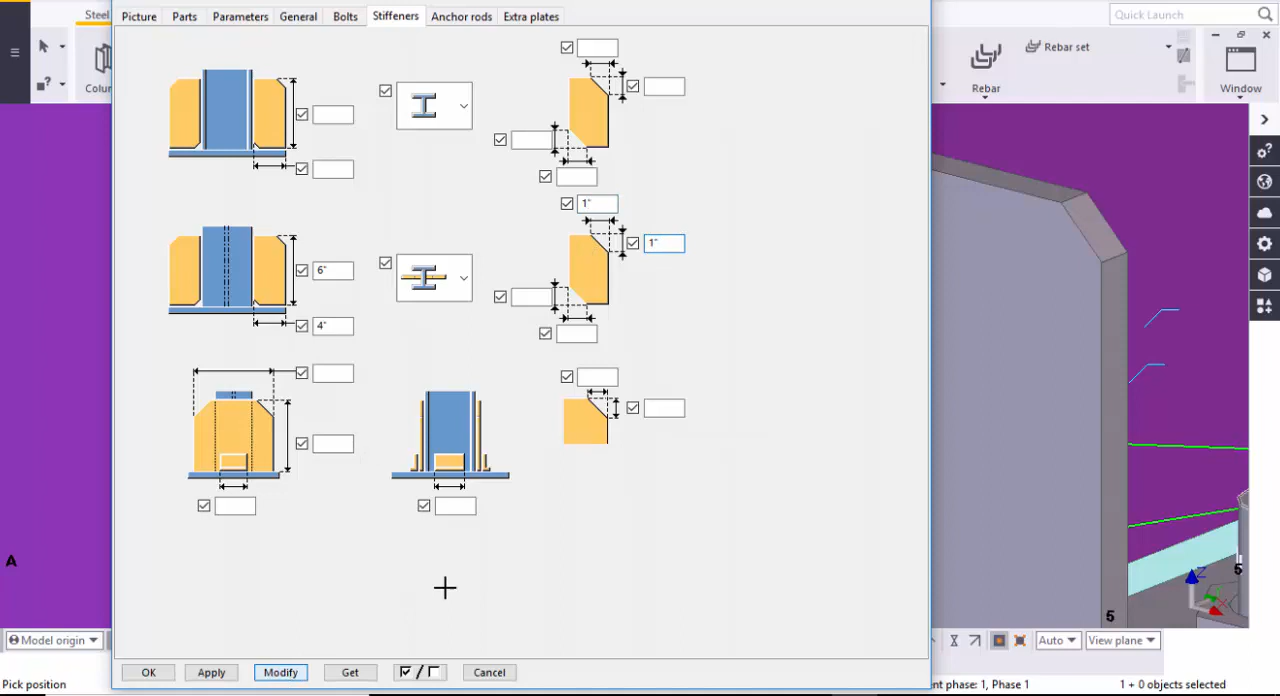 Steel
Picture Parts Parameters General Bolts Stiffeners Anchor rods Extra plates
Quick Launch
Colum
Rebar
Rebar set
Window
1"
6"
1"
4"
A
5
5
Z
Model origin
Auto
View plane
OK Apply Modify Get / Cancel
Pick position
nt phase: 1, Phase 1
1 + 0 objects selected